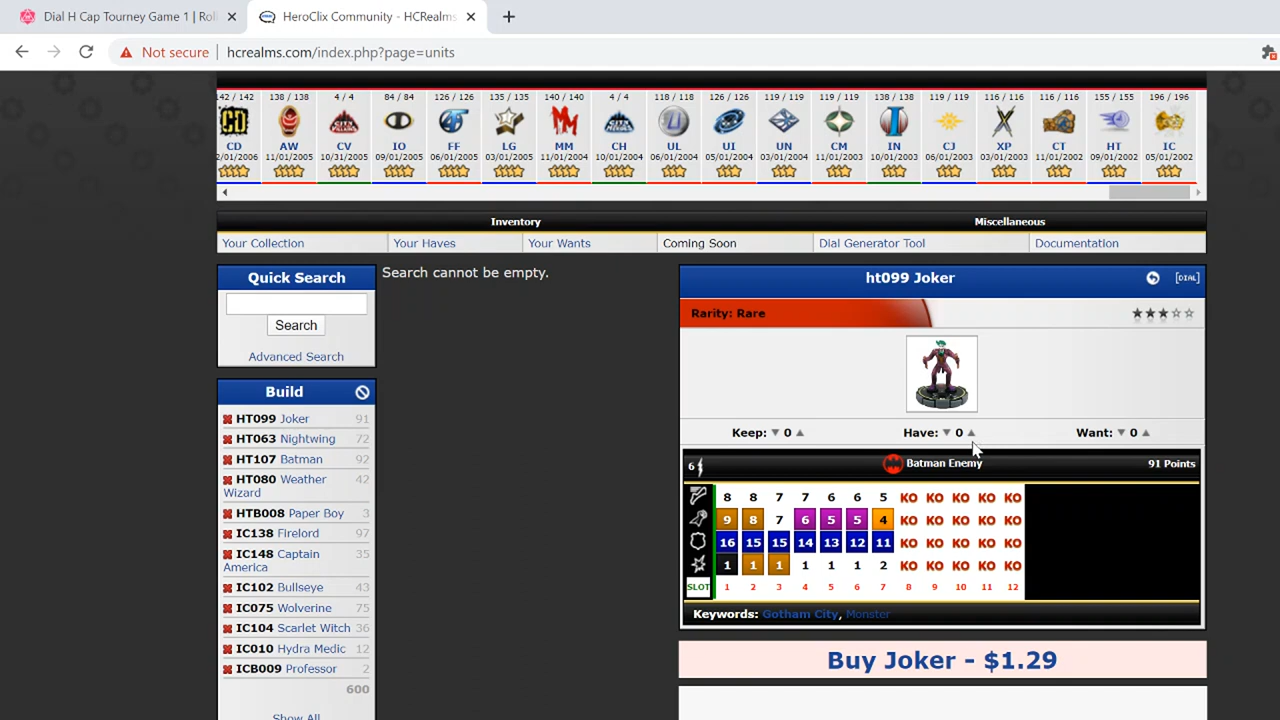 Dial H Cap Tourney Game 1 | Roll
HeroClix Community - HCRealms
Not secure | hcrealms.com/index.php?page=units
142 / 142 138 / 138 4 / 4 84 / 84 126 / 126 135 / 135 140 / 140 4 / 4 118 / 118 126 / 126 119 / 119 119 / 119 138 / 138 119 / 119 116 / 116 116 / 116 155 / 155 196 / 196
CD AW CV IO FF LG MM CH UL UI UN CM IN CJ XP CT HT IC
02/01/2006 11/01/2005 10/31/2005 09/01/2005 06/01/2005 03/01/2005 11/01/2004 10/01/2004 06/01/2004 05/01/2004 03/01/2004 11/01/2003 10/01/2003 06/01/2003 03/01/2003 11/01/2002 09/01/2002 05/01/2002
Inventory Miscellaneous
Your Collection Your Haves Your Wants Coming Soon Dial Generator Tool Documentation
Quick Search
Search
Advanced Search
Build
HT099 Joker 91
HT063 Nightwing 72
HT107 Batman 92
HT080 Weather 42
Wizard
HTB008 Paper Boy 3
IC138 Firelord 97
IC148 Captain 35
America
IC102 Bullseye 43
IC075 Wolverine 75
IC104 Scarlet Witch 36
IC010 Hydra Medic 12
ICB009 Professor 2
600
Show All
Search cannot be empty.
ht099 Joker [DIAL]
Rarity: Rare
Keep: 0 Have: 0 Want: 0
6 Batman Enemy 91 Points
8 8 7 7 6 6 5 KO KO KO KO KO
9 8 7 6 5 5 4 KO KO KO KO KO
16 15 15 14 13 12 11 KO KO KO KO KO
1 1 1 1 1 1 2 KO KO KO KO KO
SLOT 1 2 3 4 5 6 7 8 9 10 11 12
Keywords: Gotham City, Monster
Buy Joker - $1.29